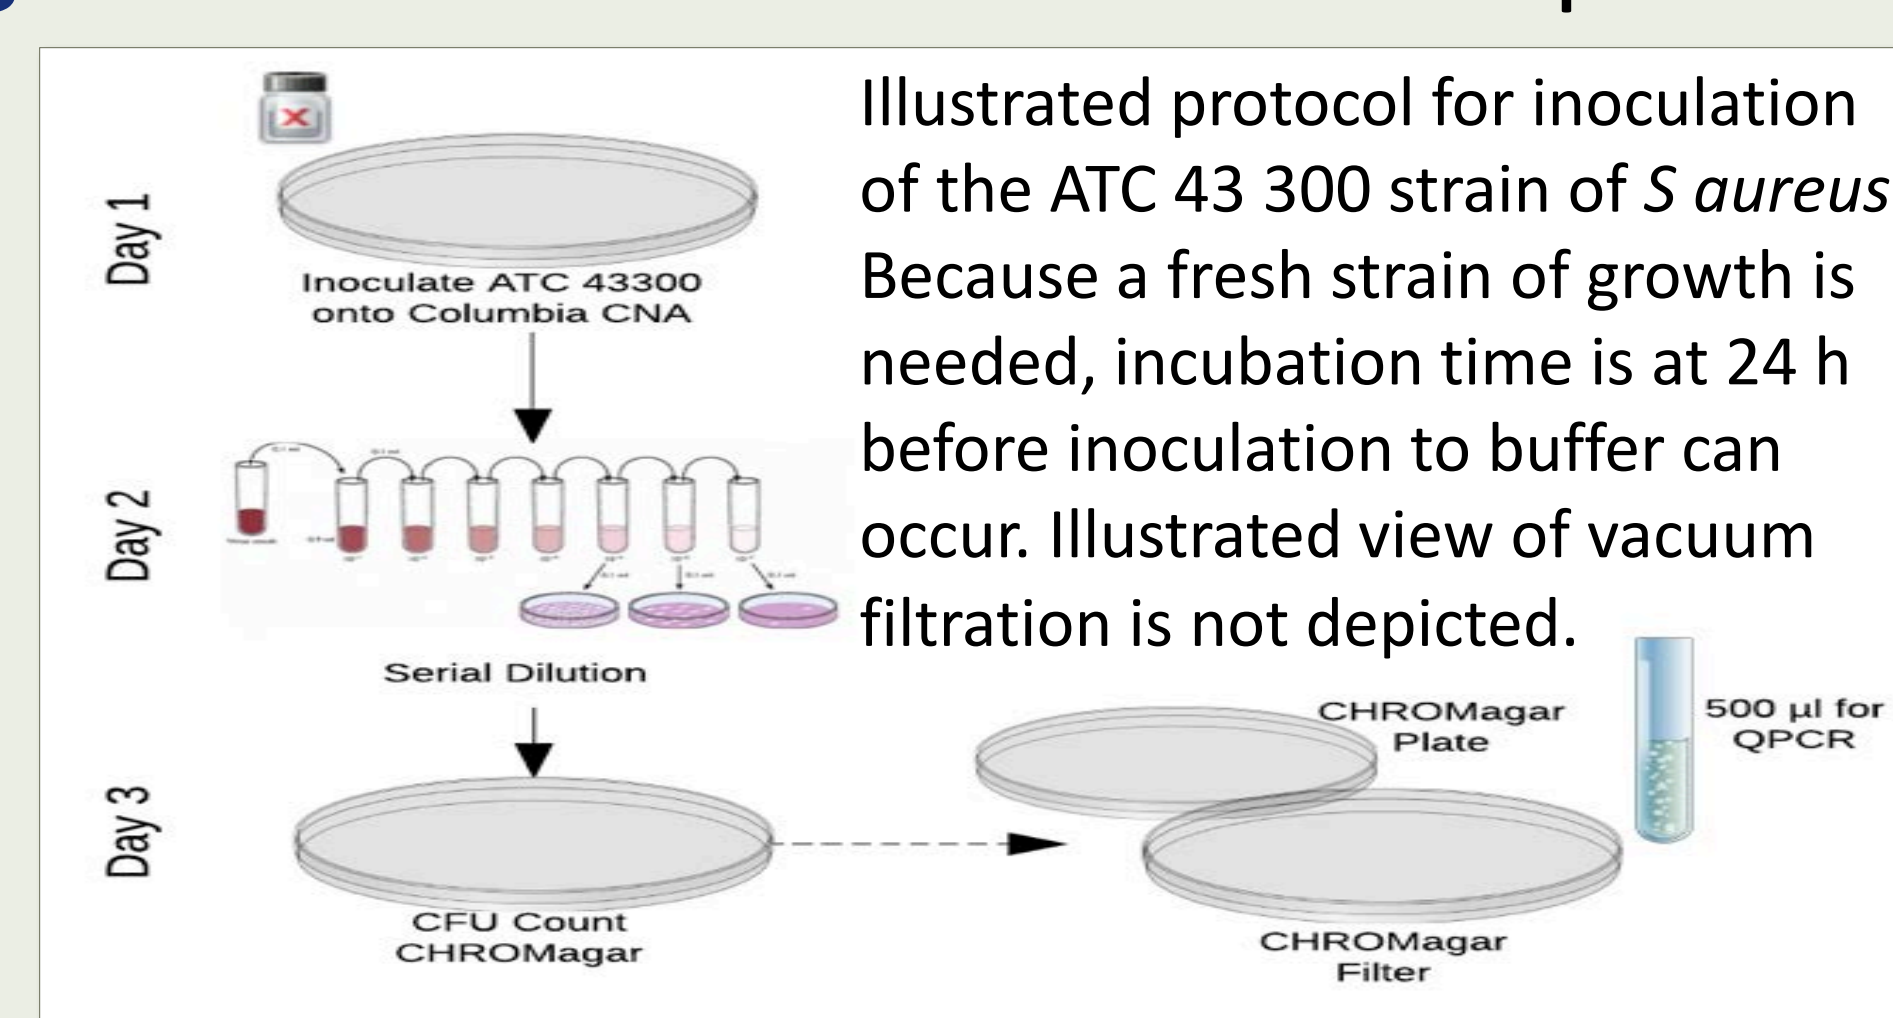 Illustrated protocol for inoculation
of the ATC 43 300 strain of S aureus
Because a fresh strain of growth is
needed, incubation time is at 24 h
before inoculation to buffer can
occur. Illustrated view of vacuum
filtration is not depicted.
Day 1
Inoculate ATC 43300
onto Columbia CNA
Day 2
Serial Dilution
Day 3
CFU Count
CHROMagar
CHROMagar
Plate
500 µl for
QPCR
CHROMagar
Filter